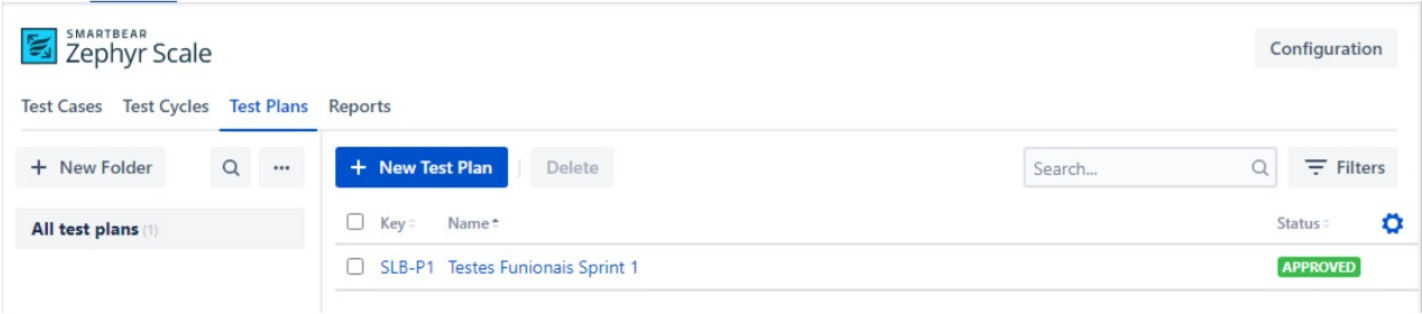 SMARTBEAR
Zephyr Scale
Configuration
Test Cases Test Cycles Test Plans Reports
+ New Folder
+ New Test Plan Delete Search... Filters
All test plans (1)
Key Name Status
SLB-P1 Testes Funionais Sprint 1 APPROVED